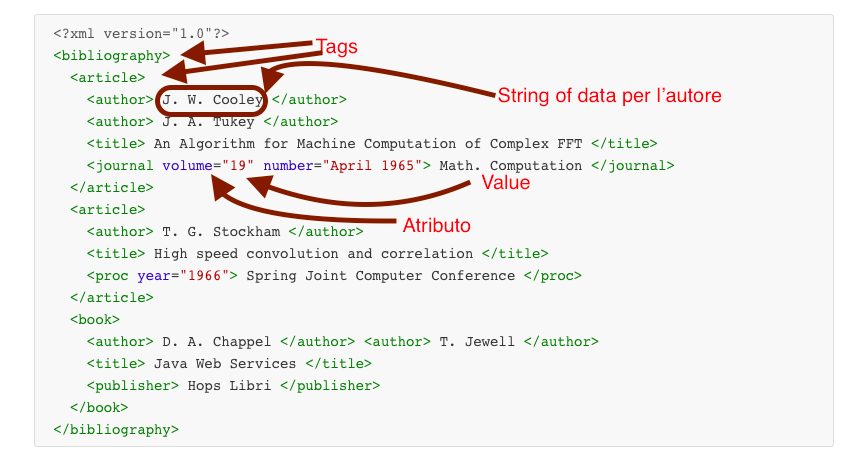 <?xml version="1.0"?>
<bibliography>
Tags
<article>
<author> J. W. Cooley </author>
String of data per l'autore
<author> J. A. Tukey </author>
<title> An Algorithm for Machine Computation of Complex FFT </title>
<journal volume="19" number="April 1965"> Math. Computation </journal>
Value
</article>
<article>
Atributo
<author> T. G. Stockham </author>
<title> High speed convolution and correlation </title>
<proc year="1966"> Spring Joint Computer Conference </proc>
</article>
<book>
<author> D. A. Chappel </author> <author> T. Jewell </author>
<title> Java Web Services </title>
<publisher> Hops Libri </publisher>
</book>
</bibliography>